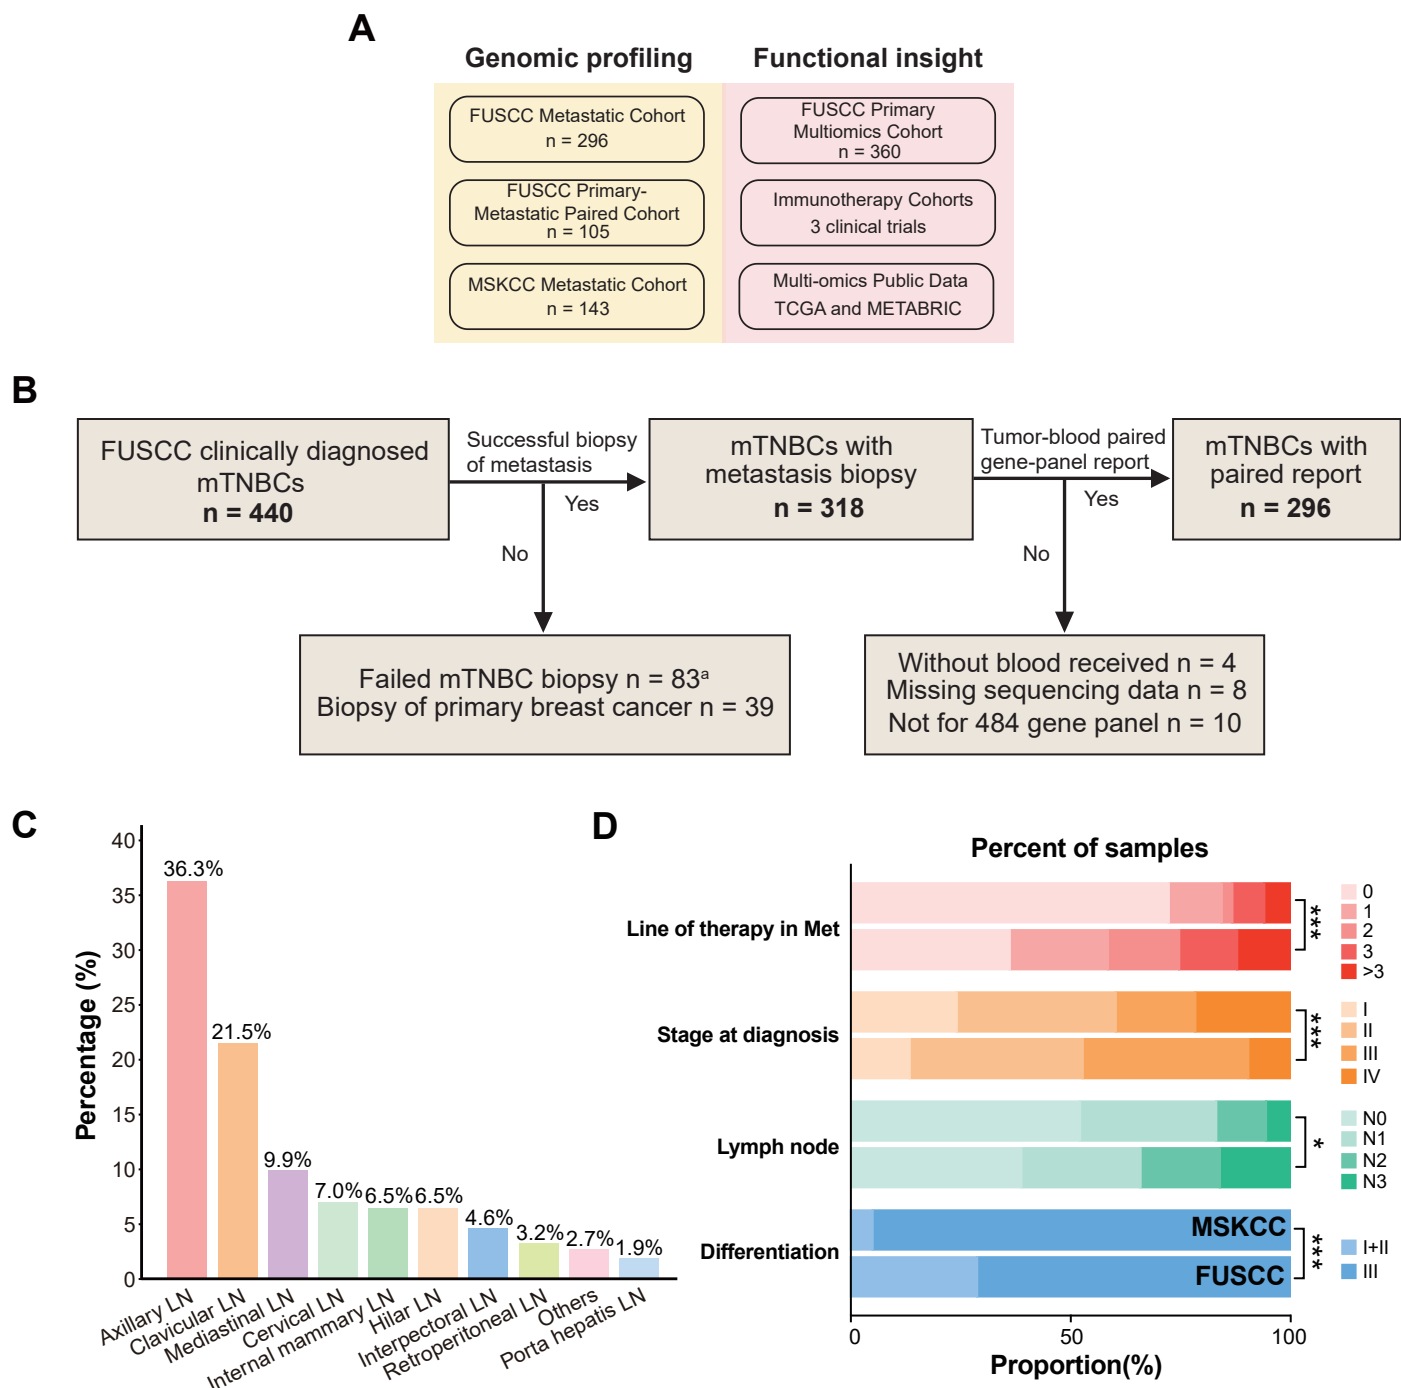 A
Genomic profiling
Functional insight
FUSCC Metastatic Cohort
n = 296
FUSCC Primary-
Metastatic Paired Cohort
n = 105
MSKCC Metastatic Cohort
n = 143
FUSCC Primary
Multiomics Cohort
n = 360
Immunotherapy Cohorts
3 clinical trials
Multi-omics Public Data
TCGA and METABRIC
B
FUSCC clinically diagnosed
mTNBCs
n = 440
Successful biopsy
of metastasis
Yes
No
mTNBCs with
metastasis biopsy
n = 318
Tumor-blood paired
gene-panel report
Yes
No
mTNBCs with
paired report
n = 296
Failed mTNBC biopsy n = 83ᵃ
Biopsy of primary breast cancer n = 39
Without blood received n = 4
Missing sequencing data n = 8
Not for 484 gene panel n = 10
C
Percentage (%)
40
35
30
25
20
15
10
5
0
36.3%
21.5%
9.9%
7.0%
6.5%
6.5%
4.6%
3.2%
2.7%
1.9%
Axillary LN
Clavicular LN
Mediastinal LN
Cervical LN
Internal mammary LN
Hilar LN
Interpectoral LN
Retroperitoneal LN
Others
Porta hepatis LN
D
Percent of samples
Line of therapy in Met
***
0
1
2
3
>3
Stage at diagnosis
***
I
II
III
IV
Lymph node
*
N0
N1
N2
N3
Differentiation
MSKCC
FUSCC
***
I+II
III
0
50
100
Proportion(%)